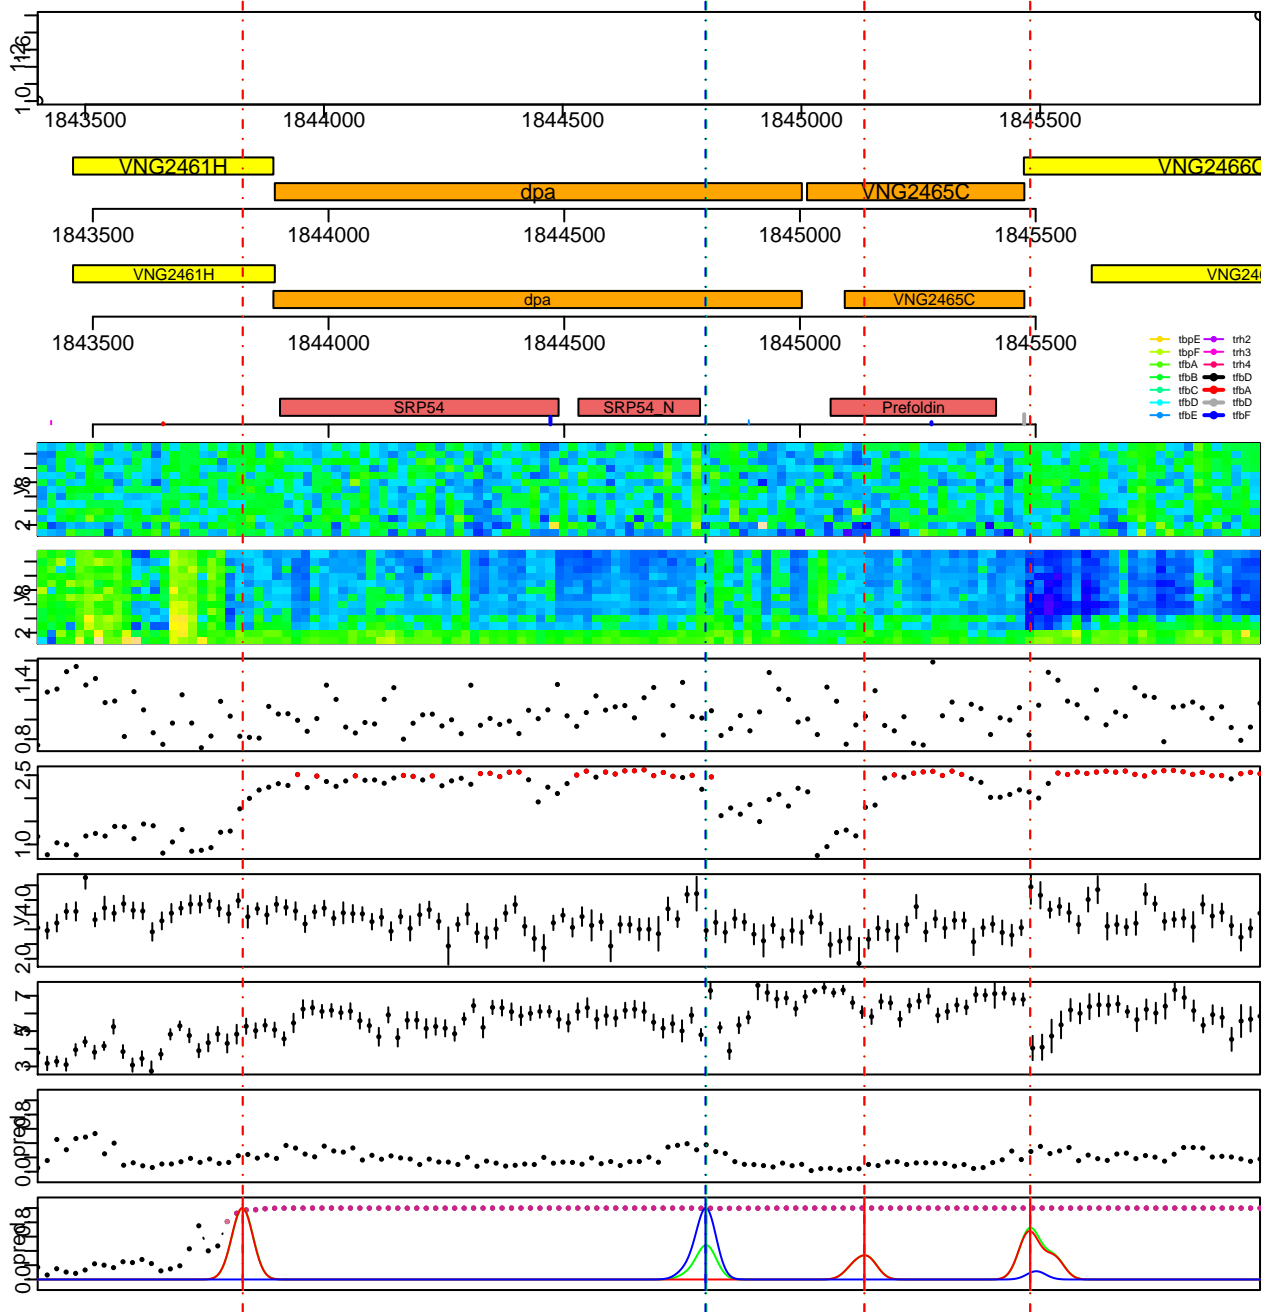 1843500 1844000 1844500 1845000 1845500
VNG2461H VNG2466C
dpa VNG2465C
1843500 1844000 1844500 1845000 1845500
VNG2461H VNG246
dpa VNG2465C
1843500 1844000 1844500 1845000 1845500
tbpE trh2
tbpF trh3
tfbA trh4
tfbB tfbD
tfbC tfbA
tfbD tfbD
tfbE tfbF
SRP54 SRP54_N Prefoldin
2
2
0.8 1.4
1.0 2.5
2.0 4.0
3 5 7
0.0 0.8
pred
0.0 0.8
pred